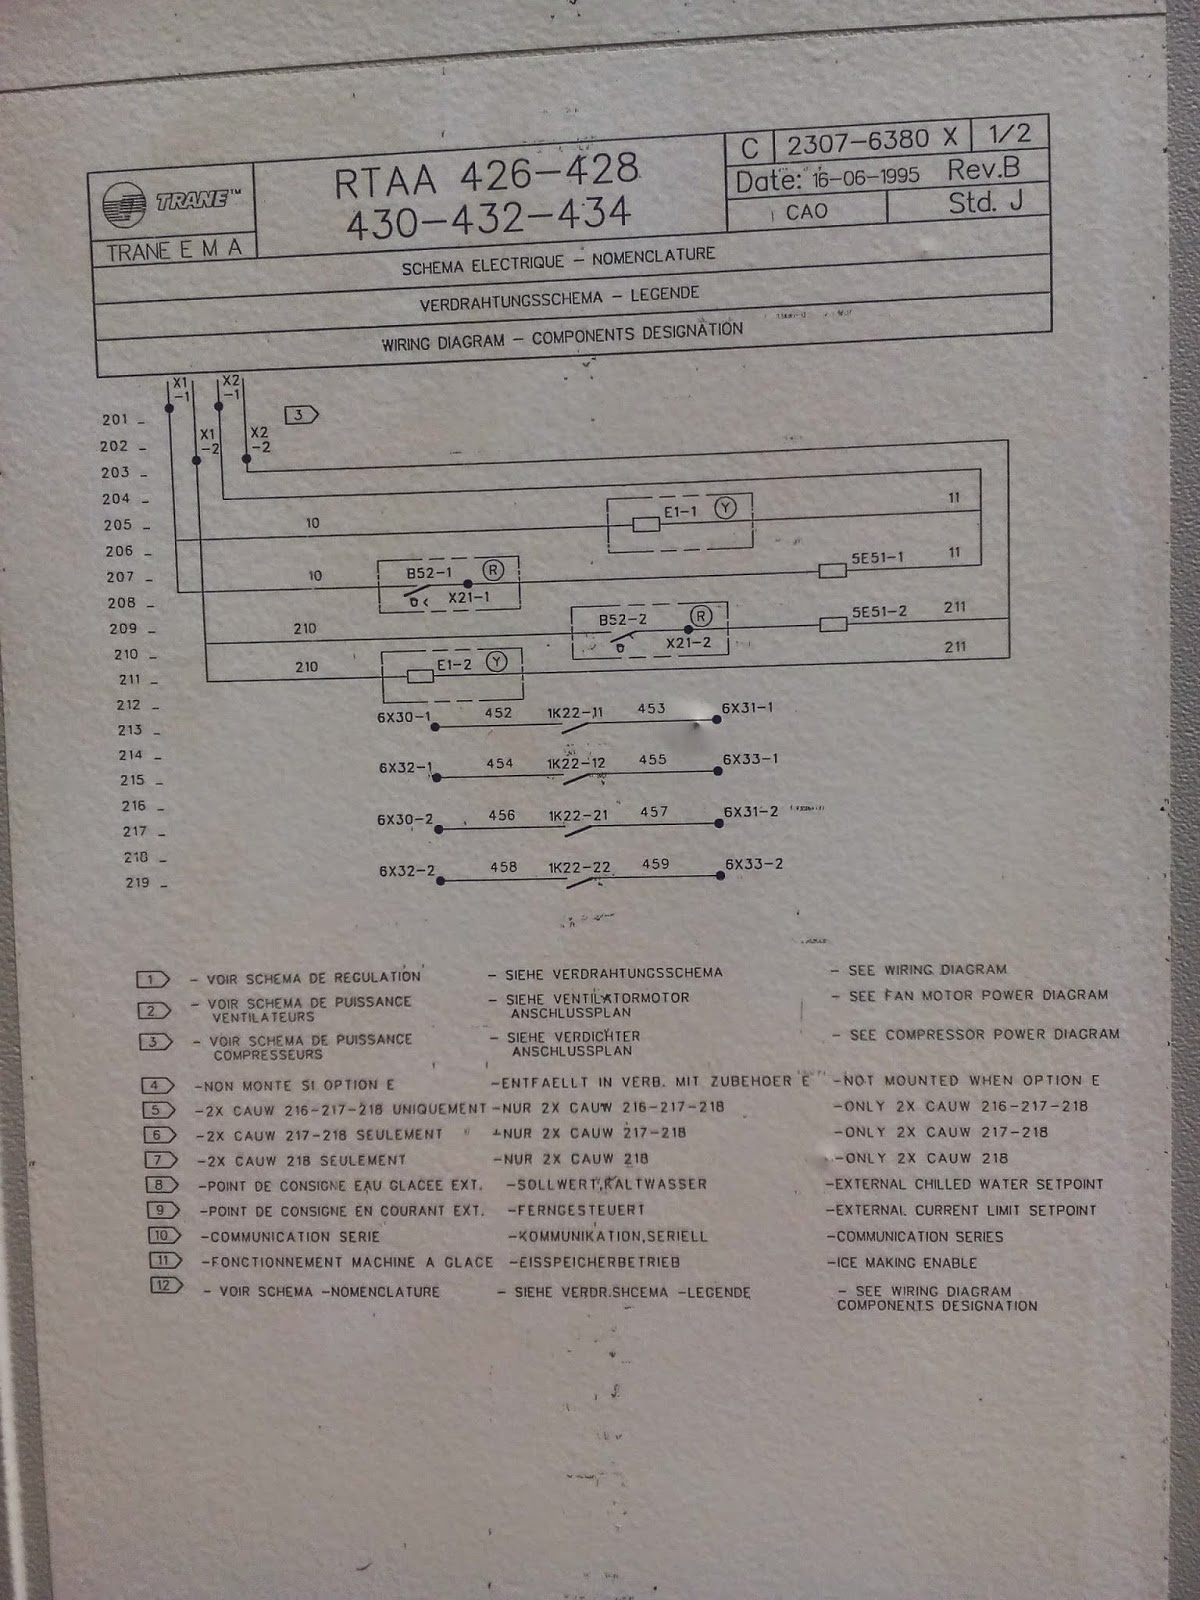 TRANE™
TRANE E M A
RTAA 426-428
430-432-434
C 2307-6380 X 1/2
Date: 16-06-1995 Rev.B
CAO Std. J
SCHEMA ELECTRIQUE - NOMENCLATURE
VERDRAHTUNGSSCHEMA - LEGENDE
WIRING DIAGRAM - COMPONENTS DESIGNATION
X1 -1 X2 -1
201 - 3
X1 -2 X2 -2
202 -
203 -
204 -
205 - 10 E1-1 Y 11
206 -
207 - 10 B52-1 R X21-1 5E51-1 11
208 -
209 - 210 B52-2 R X21-2 5E51-2 211
210 -
211 - 210 E1-2 Y 211
212 -
213 - 6X30-1 452 1K22-11 453 6X31-1
214 -
215 - 6X32-1 454 1K22-12 455 6X33-1
216 -
217 - 6X30-2 456 1K22-21 457 6X31-2
218 -
219 - 6X32-2 458 1K22-22 459 6X33-2
1 - VOIR SCHEMA DE REGULATION - SIEHE VERDRAHTUNGSSCHEMA - SEE WIRING DIAGRAM
2 - VOIR SCHEMA DE PUISSANCE VENTILATEURS - SIEHE VENTILATORMOTOR ANSCHLUSSPLAN - SEE FAN MOTOR POWER DIAGRAM
3 - VOIR SCHEMA DE PUISSANCE COMPRESSEURS - SIEHE VERDICHTER ANSCHLUSSPLAN - SEE COMPRESSOR POWER DIAGRAM
4 -NON MONTE SI OPTION E -ENTFAELLT IN VERB. MIT ZUBEHOER E -NOT MOUNTED WHEN OPTION E
5 -2X CAUW 216-217-218 UNIQUEMENT -NUR 2X CAUW 216-217-218 -ONLY 2X CAUW 216-217-218
6 -2X CAUW 217-218 SEULEMENT -NUR 2X CAUW 217-218 -ONLY 2X CAUW 217-218
7 -2X CAUW 218 SEULEMENT -NUR 2X CAUW 218 -ONLY 2X CAUW 218
8 -POINT DE CONSIGNE EAU GLACEE EXT. -SOLLWERT,KALTWASSER -EXTERNAL CHILLED WATER SETPOINT
9 -POINT DE CONSIGNE EN COURANT EXT. -FERNGESTEUERT -EXTERNAL CURRENT LIMIT SETPOINT
10 -COMMUNICATION SERIE -KOMMUNIKATION,SERIELL -COMMUNICATION SERIES
11 -FONCTIONNEMENT MACHINE A GLACE -EISSPEICHERBETRIEB -ICE MAKING ENABLE
12 - VOIR SCHEMA -NOMENCLATURE - SIEHE VERDR.SHCEMA -LEGENDE - SEE WIRING DIAGRAM COMPONENTS DESIGNATION